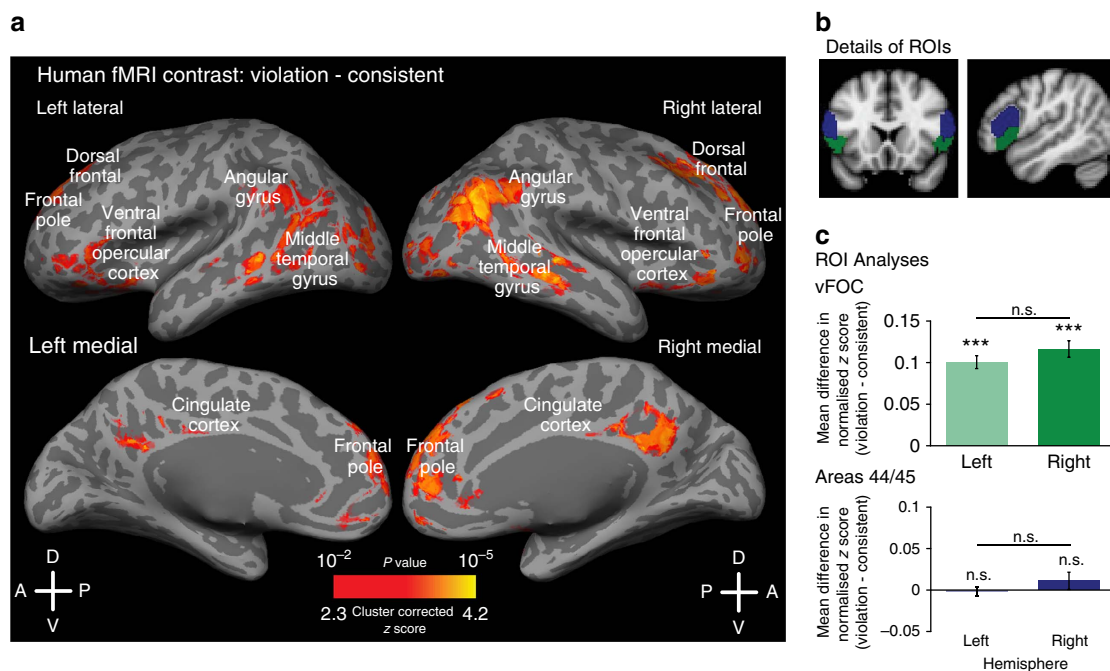 a
Human fMRI contrast: violation - consistent
Left lateral
Right lateral
Dorsal
frontal
Frontal
pole
Ventral
frontal
opercular
cortex
Angular
gyrus
Middle
temporal
gyrus
Angular
gyrus
Middle
temporal
gyrus
Ventral
frontal
opercular
cortex
Dorsal
frontal
Frontal
pole
Left medial
Right medial
Cingulate
cortex
Frontal
pole
Frontal
pole
Cingulate
cortex
D
A P
V
10⁻² P value 10⁻⁵
2.3 Cluster corrected 4.2
z score
D
P A
V
b
Details of ROIs
c
ROI Analyses
vFOC
Mean difference in
normalised z score
(violation - consistent)
0.15
0.1
0.05
0
n.s.
***
***
Left Right
Areas 44/45
Mean difference in
normalised z score
(violation - consistent)
0.1
0.05
0
−0.05
n.s.
n.s.
n.s.
Left Right
Hemisphere